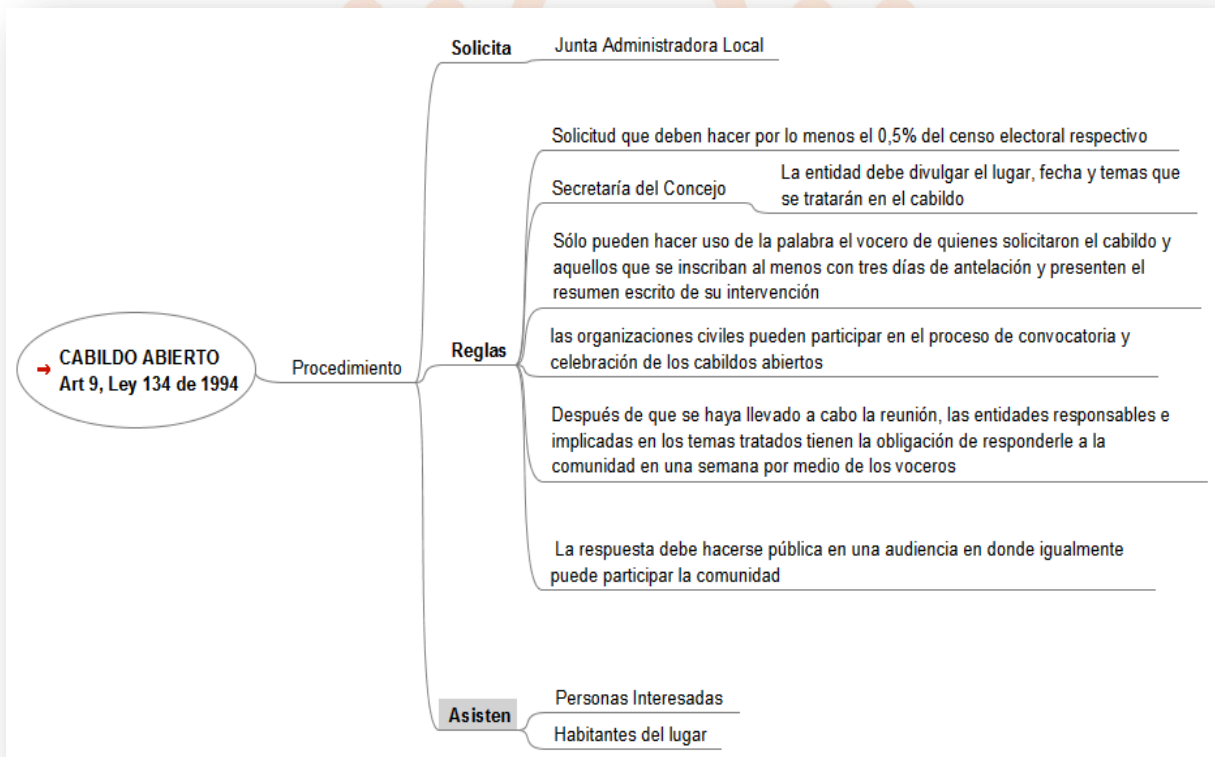 CABILDO ABIERTO
Art 9, Ley 134 de 1994
Procedimiento
Solicita
Junta Administradora Local
Reglas
Solicitud que deben hacer por lo menos el 0,5% del censo electoral respectivo
Secretaría del Concejo
La entidad debe divulgar el lugar, fecha y temas que
se tratarán en el cabildo
Sólo pueden hacer uso de la palabra el vocero de quienes solicitaron el cabildo y
aquellos que se inscriban al menos con tres días de antelación y presenten el
resumen escrito de su intervención
las organizaciones civiles pueden participar en el proceso de convocatoria y
celebración de los cabildos abiertos
Después de que se haya llevado a cabo la reunión, las entidades responsables e
implicadas en los temas tratados tienen la obligación de responderle a la
comunidad en una semana por medio de los voceros
La respuesta debe hacerse pública en una audiencia en donde igualmente
puede participar la comunidad
Asisten
Personas Interesadas
Habitantes del lugar